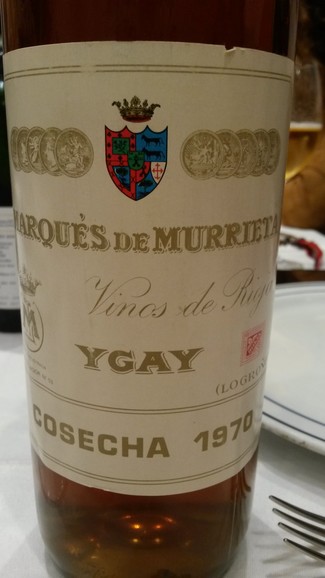 MARQUÉS DE MURRIETA
Vinos de Rioja
YGAY
COSECHA 1970